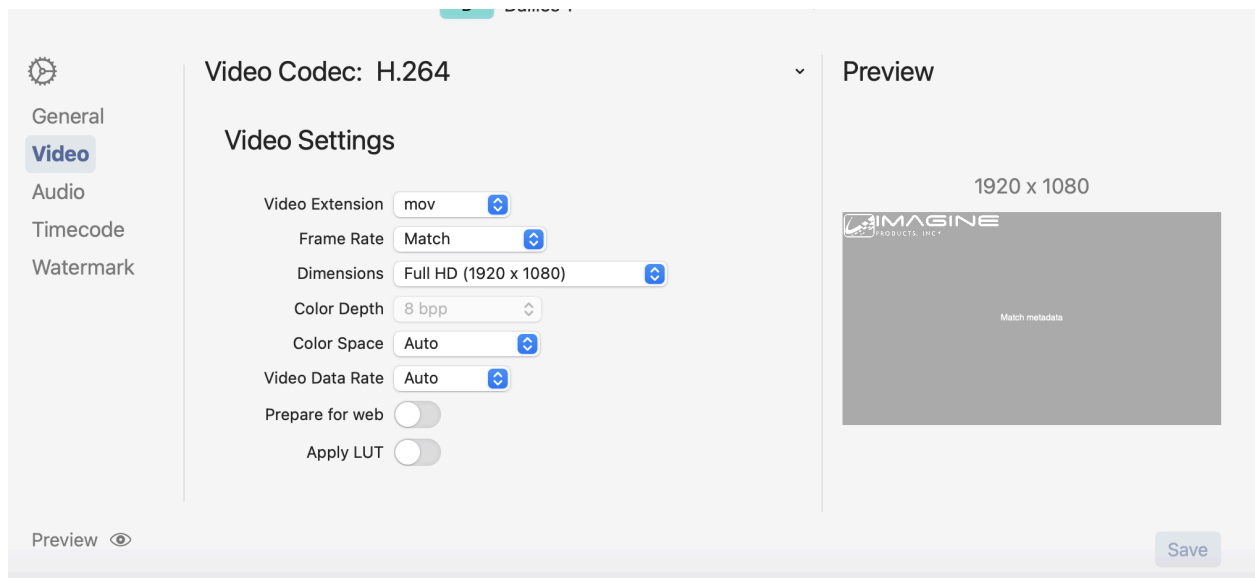 Video Codec: H.264
Preview
General
Video
Audio
Timecode
Watermark
Video Settings
Video Extension mov
Frame Rate Match
Dimensions Full HD (1920 x 1080)
Color Depth 8 bpp
Color Space Auto
Video Data Rate Auto
Prepare for web
Apply LUT
1920 x 1080
IMAGINE
PRODUCTS, INC
Match metadata
Preview
Save